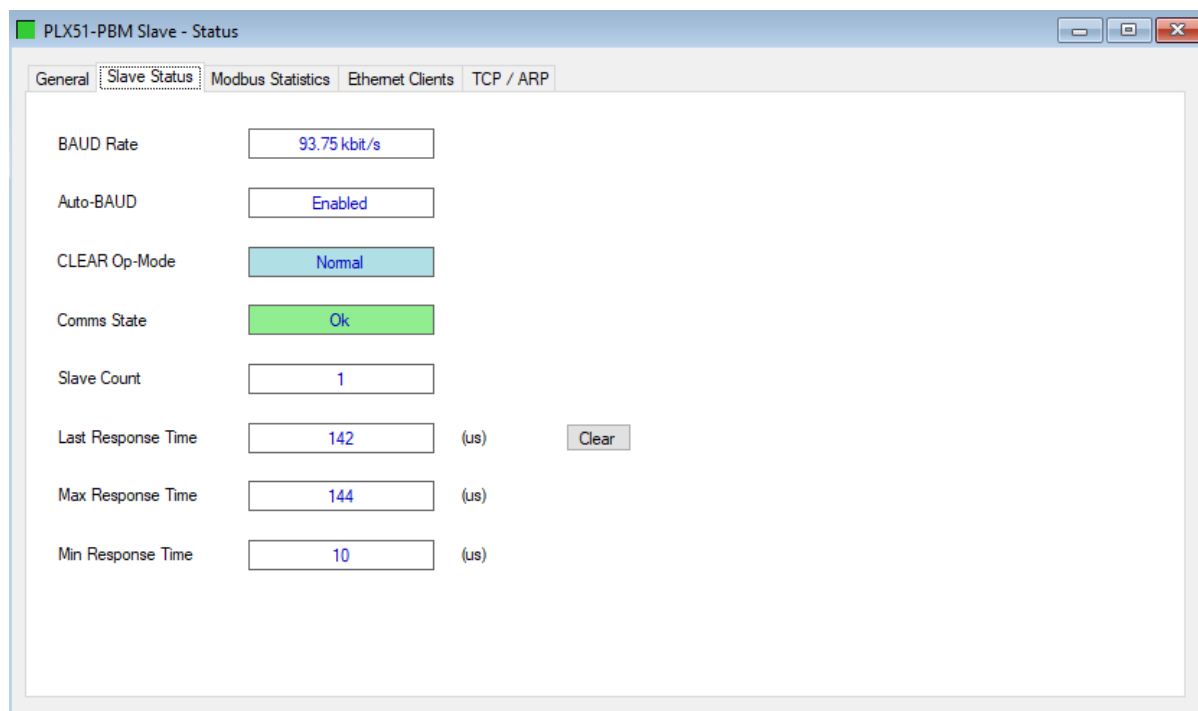 PLX51-PBM Slave - Status
General Slave Status Modbus Statistics Ethernet Clients TCP / ARP
BAUD Rate 93.75 kbit/s
Auto-BAUD Enabled
CLEAR Op-Mode Normal
Comms State Ok
Slave Count 1
Last Response Time 142 (us) Clear
Max Response Time 144 (us)
Min Response Time 10 (us)